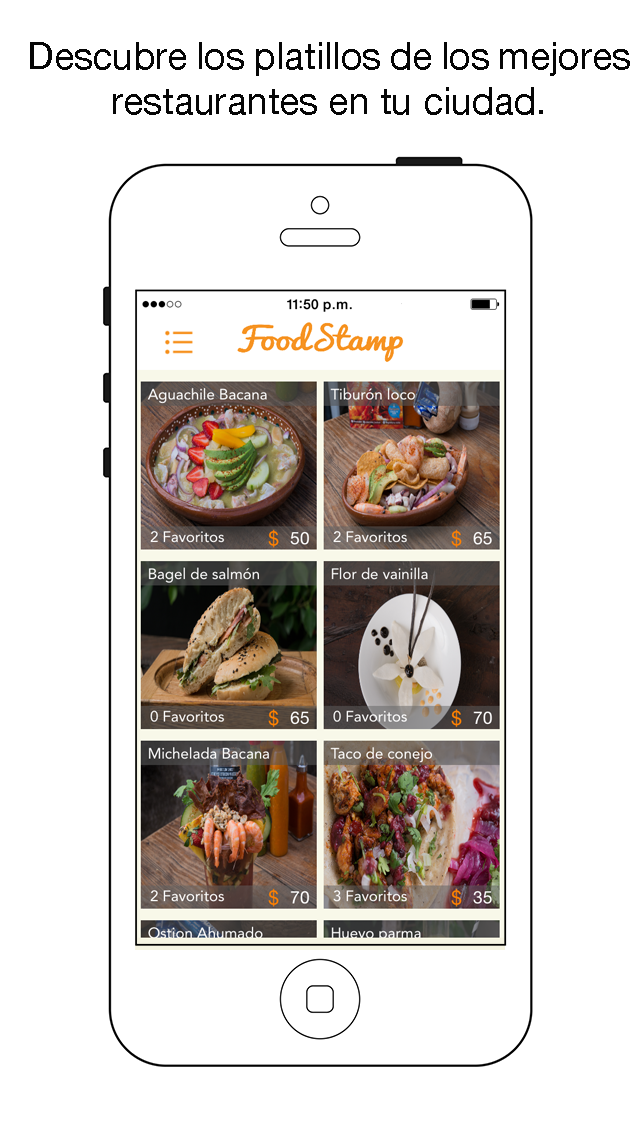 Descubre los platillos de los mejores
restaurantes en tu ciudad.
11:50 p.m.
FoodStamp
Aguachile Bacana
2 Favoritos $ 50
Tiburón loco
2 Favoritos $ 65
Bagel de salmón
0 Favoritos $ 65
Flor de vainilla
0 Favoritos $ 70
Michelada Bacana
2 Favoritos $ 70
Taco de conejo
3 Favoritos $ 35
Ostion Ahumado
Huevo parma